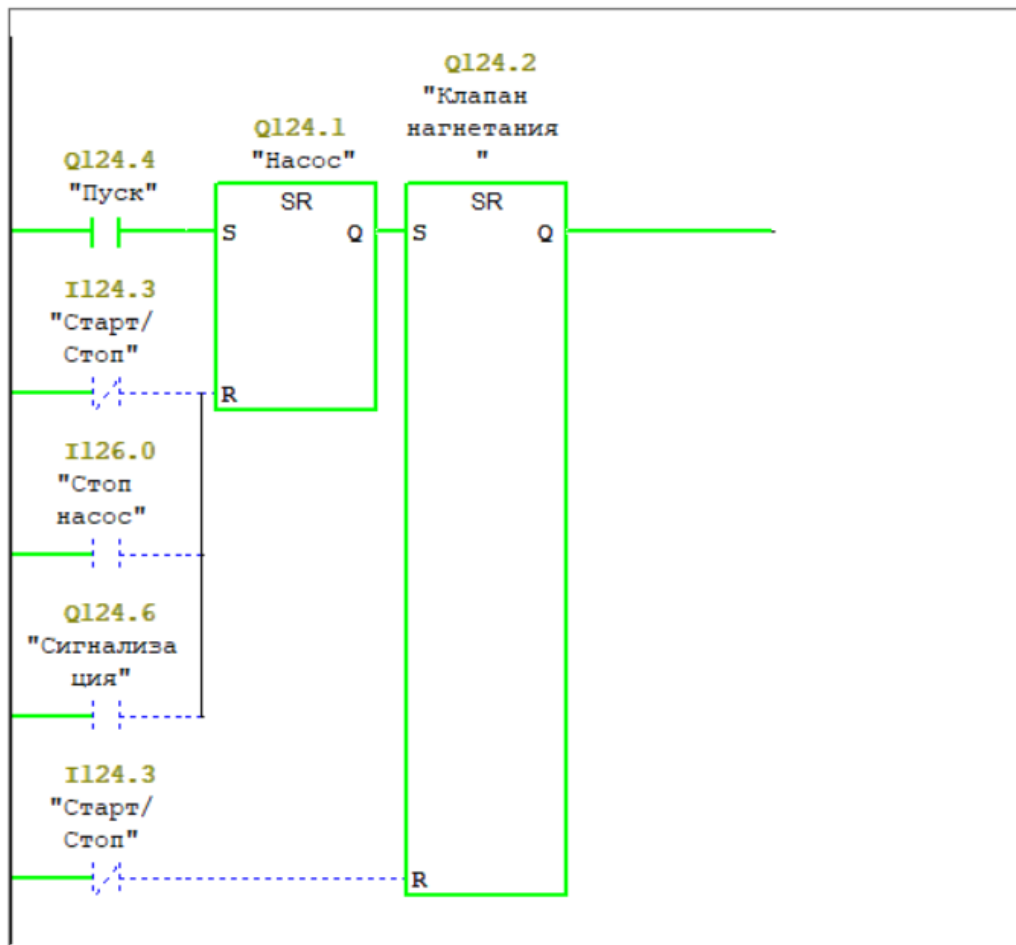 Q124.2
"Клапан
нагнетания
"
Q124.1
"Насос"
Q124.4
"Пуск"
SR
SR
S
Q
S
Q
I124.3
"Старт/
Стоп"
R
I126.0
"Стоп
насос"
Q124.6
"Сигнализа
ция"
I124.3
"Старт/
Стоп"
R